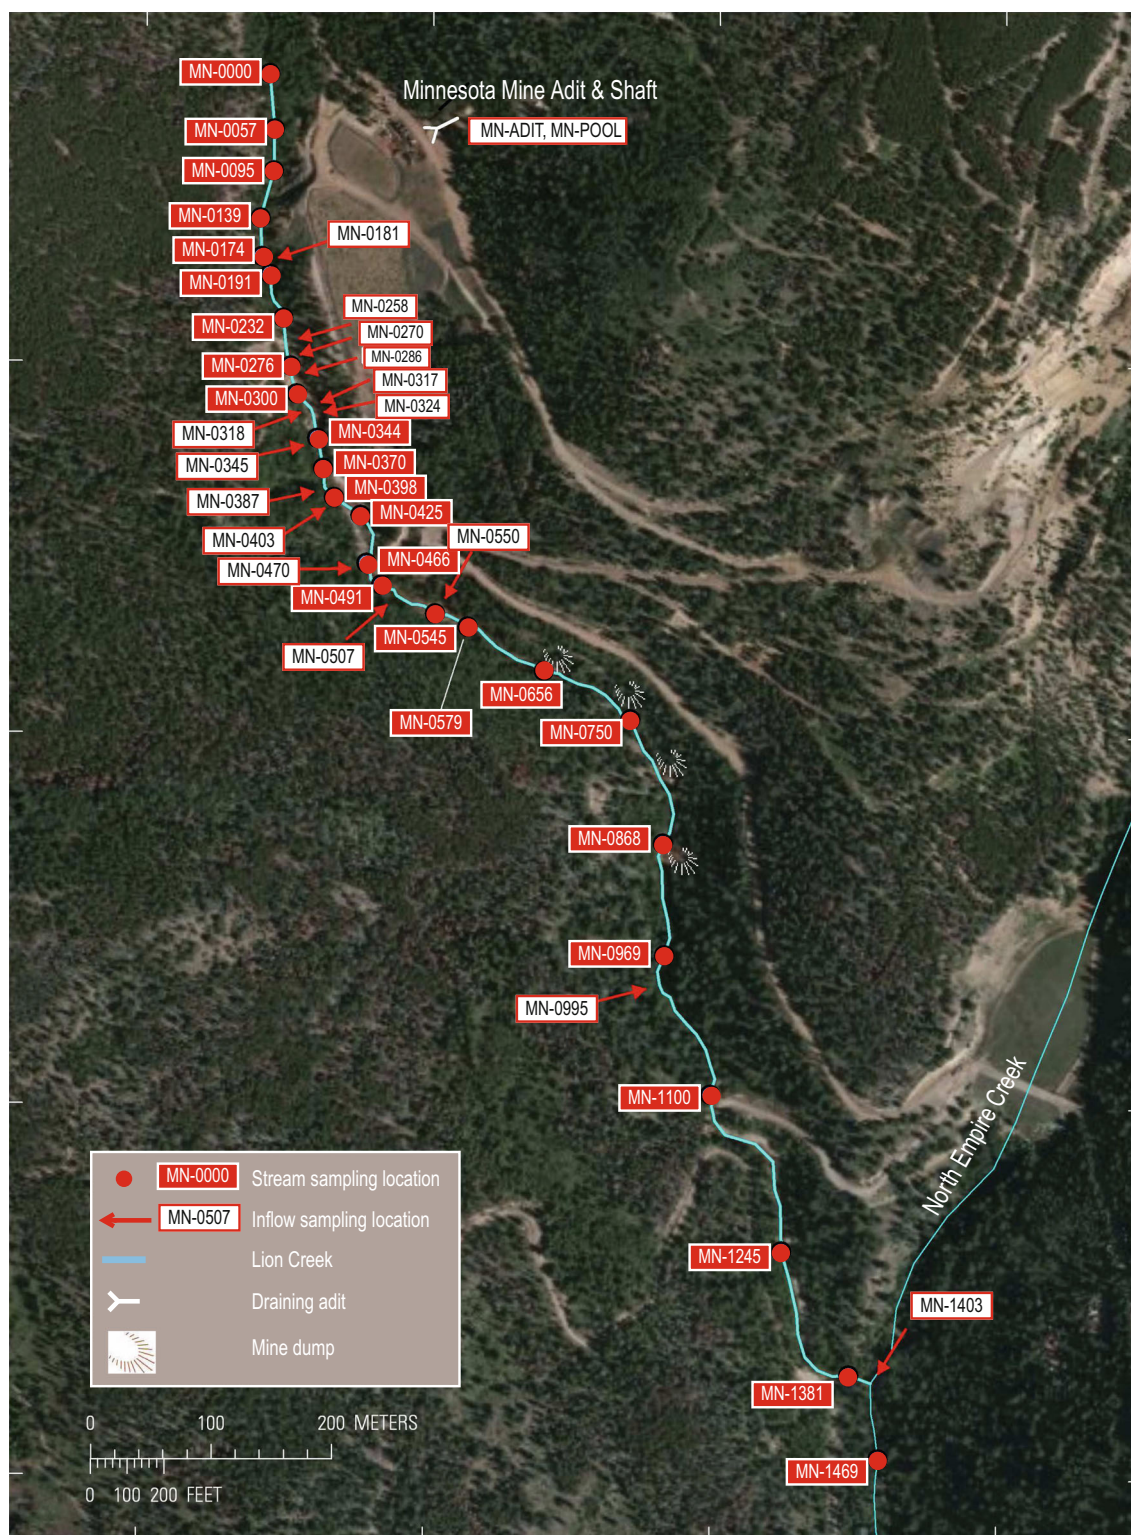 MN-0000
Minnesota Mine Adit & Shaft
MN-ADIT, MN-POOL
MN-0057
MN-0095
MN-0139
MN-0181
MN-0174
MN-0191
MN-0258
MN-0232
MN-0270
MN-0286
MN-0276
MN-0317
MN-0300
MN-0324
MN-0318
MN-0344
MN-0345
MN-0370
MN-0398
MN-0387
MN-0425
MN-0403
MN-0550
MN-0466
MN-0470
MN-0491
MN-0545
MN-0507
MN-0656
MN-0579
MN-0750
MN-0868
MN-0969
MN-0995
MN-1100
North Empire Creek
MN-1245
MN-1403
MN-1381
MN-1469
MN-0000 Stream sampling location
MN-0507 Inflow sampling location
Lion Creek
Draining adit
Mine dump
0 100 200 METERS
0 100 200 FEET